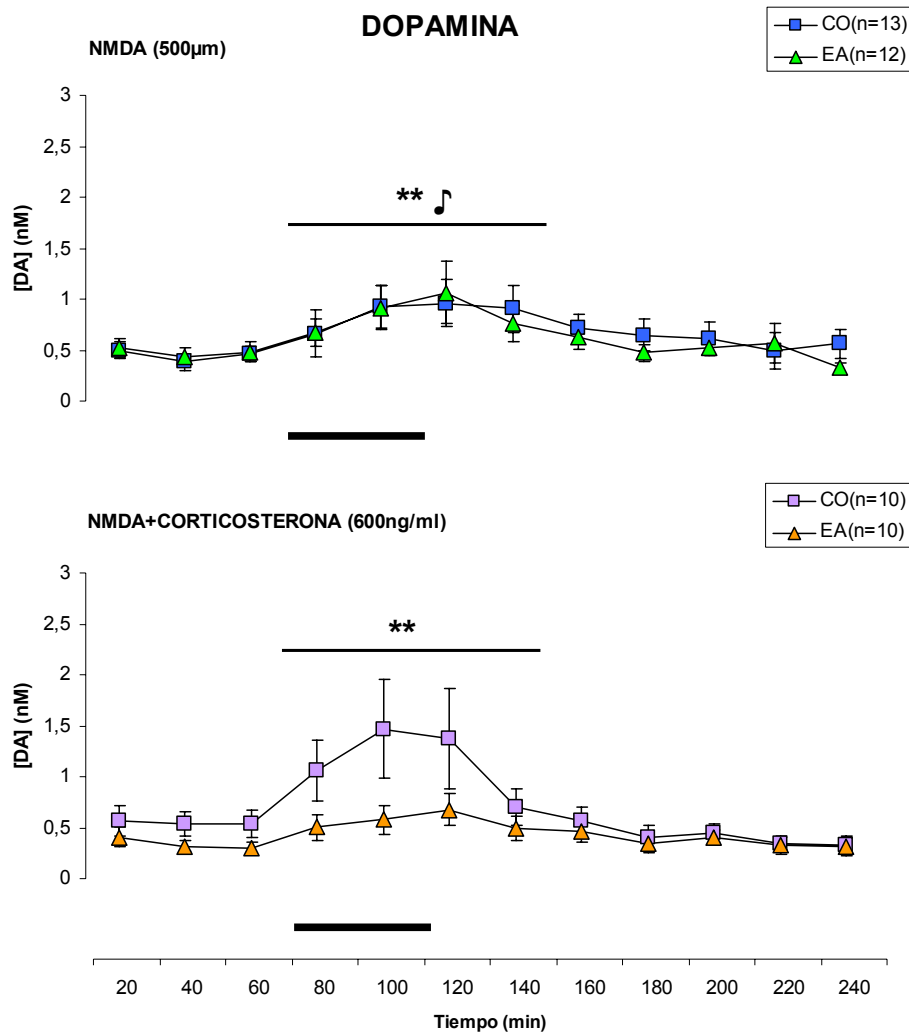 DOPAMINA
NMDA (500µm)
CO(n=13)
EA(n=12)
3
2,5
2
1,5
1
0,5
0
[DA] (nM)
** ♪
NMDA+CORTICOSTERONA (600ng/ml)
CO(n=10)
EA(n=10)
3
2,5
2
1,5
1
0,5
0
[DA] (nM)
**
20 40 60 80 100 120 140 160 180 200 220 240
Tiempo (min)